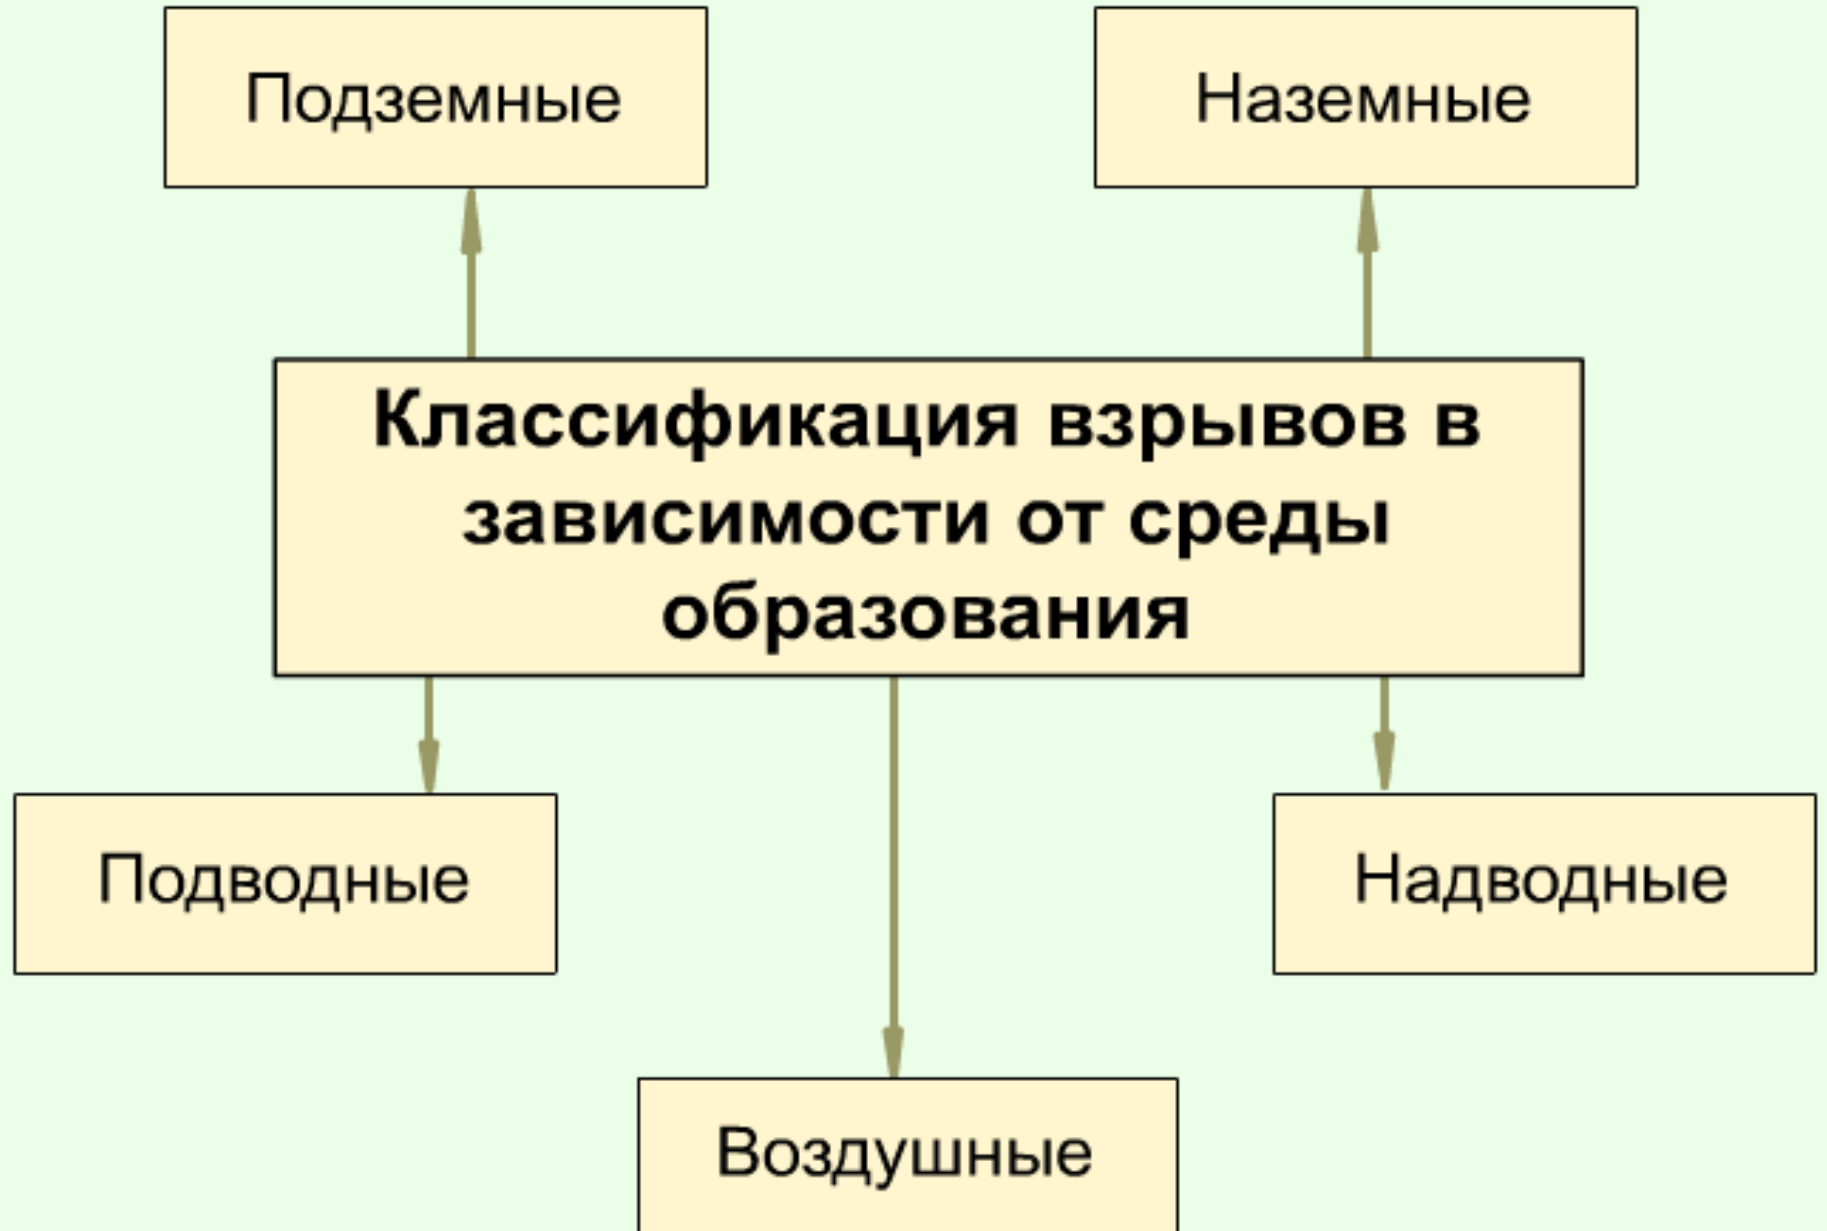 Подземные
Наземные
Классификация взрывов в
зависимости от среды
образования
Подводные
Надводные
Воздушные